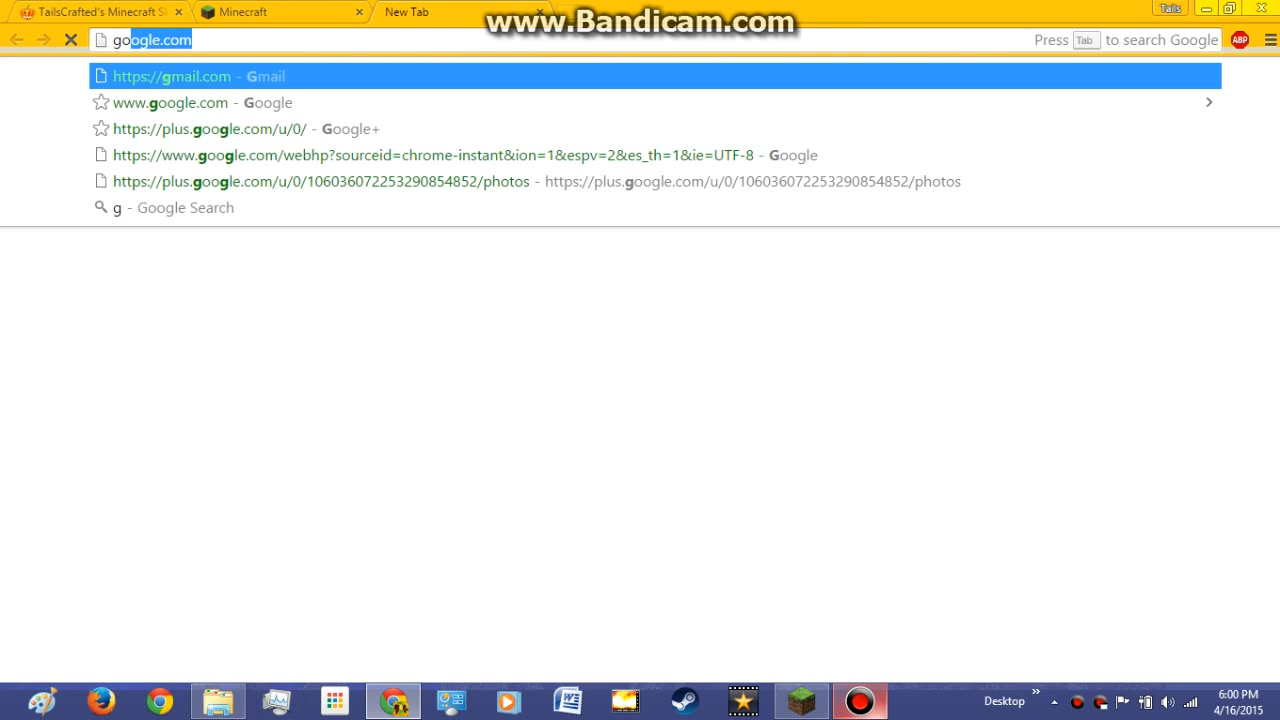 TailsCrafted's Minecraft S
Minecraft
New Tab
www.Bandicam.com
Tails
google.com
Press Tab to search Google
ABP
https://gmail.com - Gmail
www.google.com - Google
https://plus.google.com/u/0/ - Google+
https://www.google.com/webhp?sourceid=chrome-instant&ion=1&espv=2&es_th=1&ie=UTF-8 - Google
https://plus.google.com/u/0/106036072253290854852/photos - https://plus.google.com/u/0/106036072253290854852/photos
g - Google Search
Desktop
6:00 PM
4/16/2015